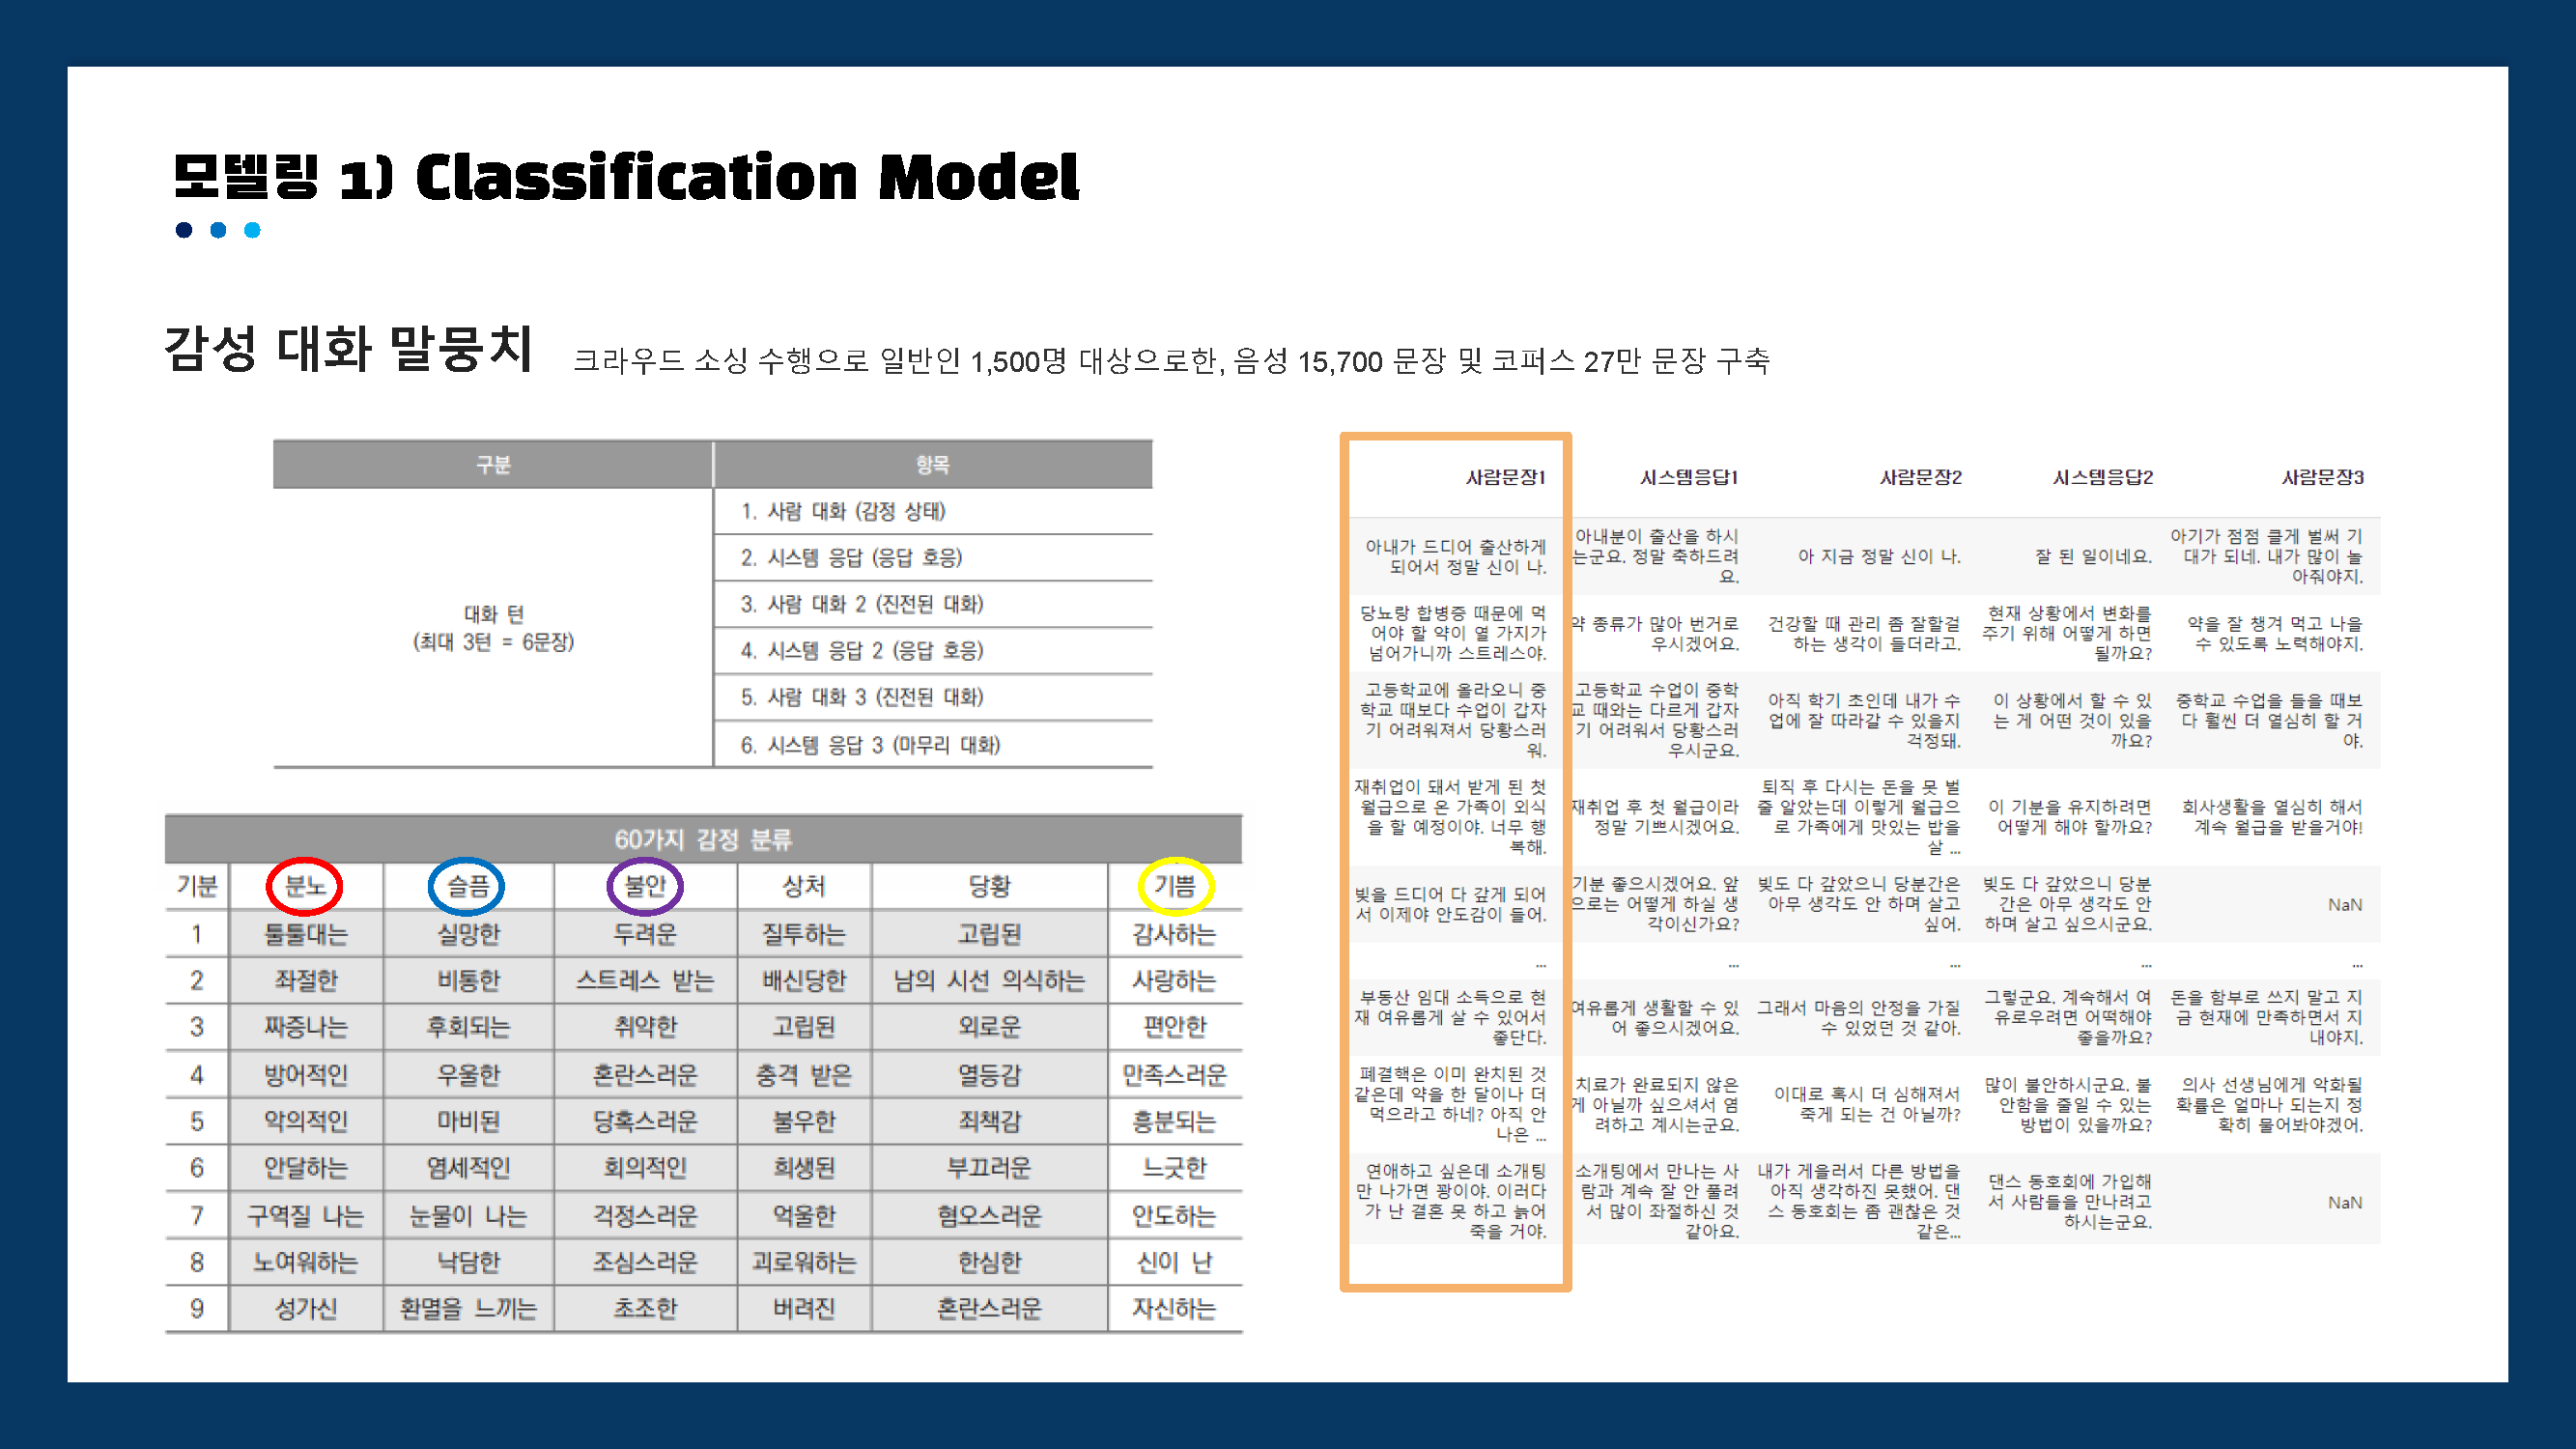 모델링 1) Classification Model
감성 대화 말뭉치
크라우드 소싱 수행으로 일반인 1,500명 대상으로한, 음성 15,700 문장 및 코퍼스 27만 문장 구축
구분 항목
대화 턴
(최대 3턴 = 6문장)
1. 사람 대화 (감정 상태)
2. 시스템 응답 (응답 호응)
3. 사람 대화 2 (진전된 대화)
4. 시스템 응답 2 (응답 호응)
5. 사람 대화 3 (진전된 대화)
6. 시스템 응답 3 (마무리 대화)
60가지 감정 분류
기분 분노 슬픔 불안 상처 당황 기쁨
1 툴툴대는 실망한 두려운 질투하는 고립된 감사하는
2 좌절한 비통한 스트레스 받는 배신당한 남의 시선 의식하는 사랑하는
3 짜증나는 후회되는 취약한 고립된 외로운 편안한
4 방어적인 우울한 혼란스러운 충격 받은 열등감 만족스러운
5 악의적인 마비된 당혹스러운 불우한 죄책감 흥분되는
6 안달하는 염세적인 회의적인 희생된 부끄러운 느긋한
7 구역질 나는 눈물이 나는 걱정스러운 억울한 혐오스러운 안도하는
8 노여워하는 낙담한 조심스러운 괴로워하는 한심한 신이 난
9 성가신 환멸을 느끼는 초조한 버려진 혼란스러운 자신하는
사람문장1 시스템응답1 사람문장2 시스템응답2 사람문장3
아내가 드디어 출산하게
되어서 정말 신이 나.
아내분이 출산을 하시
는군요. 정말 축하드려
요.
아 지금 정말 신이 나.
잘 된 일이네요.
아기가 점점 클게 벌써 기
대가 되네. 내가 많이 놀
아줘야지.
당뇨랑 합병증 때문에 먹
어야 할 약이 열 가지가
넘어가니까 스트레스야.
약 종류가 많아 번거로
우시겠어요.
건강할 때 관리 좀 잘할걸
하는 생각이 들더라고.
현재 상황에서 변화를
주기 위해 어떻게 하면
될까요?
약을 잘 챙겨 먹고 나을
수 있도록 노력해야지.
고등학교에 올라오니 중
학교 때보다 수업이 갑자
기 어려워져서 당황스러
워.
고등학교 수업이 중학
교 때와는 다르게 갑자
기 어려워서 당황스러
우시군요.
아직 학기 초인데 내가 수
업에 잘 따라갈 수 있을지
걱정돼.
이 상황에서 할 수 있
는 게 어떤 것이 있을
까요?
중학교 수업을 들을 때보
다 훨씬 더 열심히 할 거
야.
재취업이 돼서 받게 된 첫
월급으로 온 가족이 외식
을 할 예정이야. 너무 행
복해.
재취업 후 첫 월급이라
정말 기쁘시겠어요.
퇴직 후 다시는 돈을 못 벌
줄 알았는데 이렇게 월급으
로 가족에게 맛있는 밥을
살 ...
이 기분을 유지하려면
어떻게 해야 할까요?
회사생활을 열심히 해서
계속 월급을 받을거야!
빚을 드디어 다 갚게 되어
서 이제야 안도감이 들어.
기분 좋으시겠어요. 앞
으로는 어떻게 하실 생
각이신가요?
빚도 다 갚았으니 당분간은
아무 생각도 안 하며 살고
싶어.
빚도 다 갚았으니 당분
간은 아무 생각도 안
하며 살고 싶으시군요.
NaN
... ... ... ... ...
부동산 임대 소득으로 현
재 여유롭게 살 수 있어서
좋단다.
여유롭게 생활할 수 있
어 좋으시겠어요.
그래서 마음의 안정을 가질
수 있었던 것 같아.
그렇군요. 계속해서 여
유로우려면 어떡해야
좋을까요?
돈을 함부로 쓰지 말고 지
금 현재에 만족하면서 지
내야지.
폐결핵은 이미 완치된 것
같은데 약을 한 달이나 더
먹으라고 하네? 아직 안
나은 ...
치료가 완료되지 않은
게 아닐까 싶으셔서 염
려하고 계시는군요.
이대로 혹시 더 심해져서
죽게 되는 건 아닐까?
많이 불안하시군요. 불
안함을 줄일 수 있는
방법이 있을까요?
의사 선생님에게 악화될
확률은 얼마나 되는지 정
확히 물어봐야겠어.
연애하고 싶은데 소개팅
만 나가면 꽝이야. 이러다
가 난 결혼 못 하고 늙어
죽을 거야.
소개팅에서 만나는 사
람과 계속 잘 안 풀려
서 많이 좌절하신 것
같아요.
내가 게을러서 다른 방법을
아직 생각하진 못했어. 댄
스 동호회는 좀 괜찮은 것
같은...
댄스 동호회에 가입해
서 사람들을 만나려고
하시는군요.
NaN